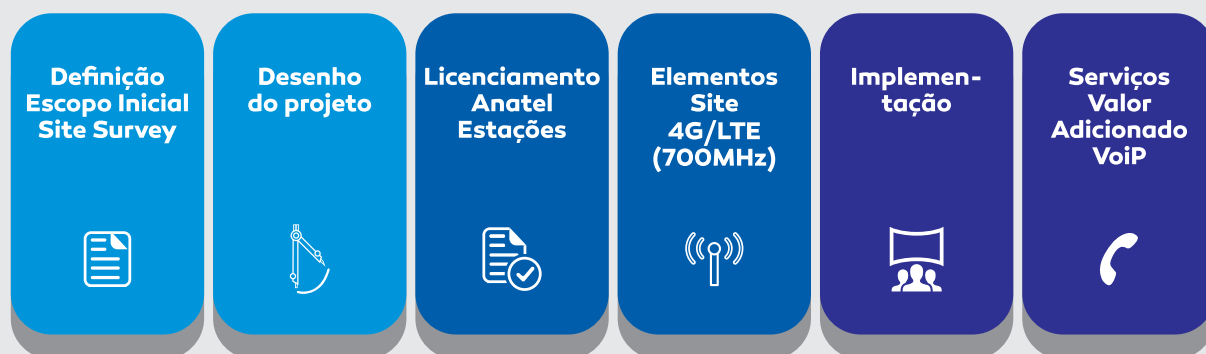 Definição
Escopo Inicial
Site Survey
Desenho
do projeto
Licenciamento
Anatel
Estações
Elementos
Site
4G/LTE
(700MHz)
Implemen-
tação
Serviços
Valor
Adicionado
VoiP